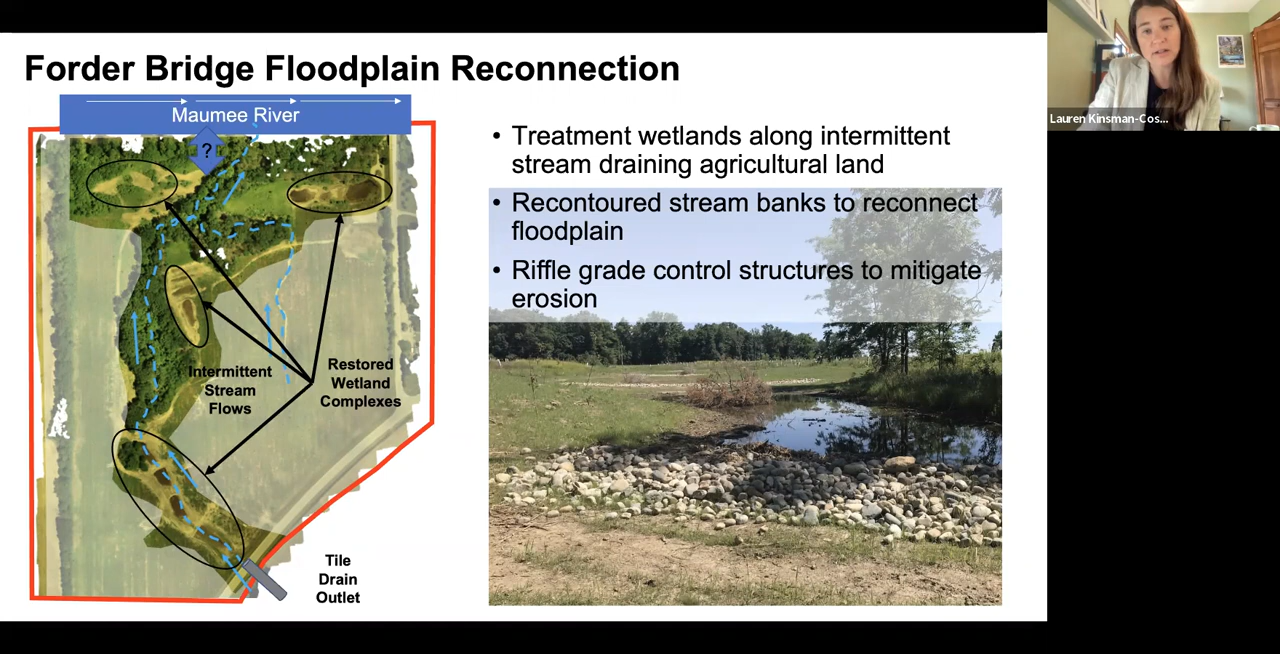 Forder Bridge Floodplain Reconnection
Maumee River
?
Intermittent
Stream
Flows
Restored
Wetland
Complexes
Tile
Drain
Outlet
• Treatment wetlands along intermittent
stream draining agricultural land
• Recontoured stream banks to reconnect
floodplain
• Riffle grade control structures to mitigate
erosion
Lauren Kinsman-Cos...